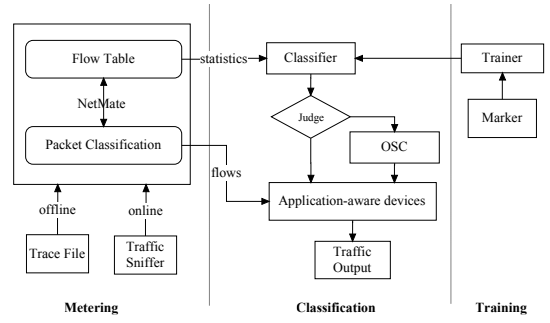 Flow Table
statistics
Classifier
Trainer
NetMate
Judge
Marker
Packet Classification
OSC
flows
Application-aware devices
offline
online
Trace File
Traffic
Sniffer
Traffic
Output
Metering
Classification
Training